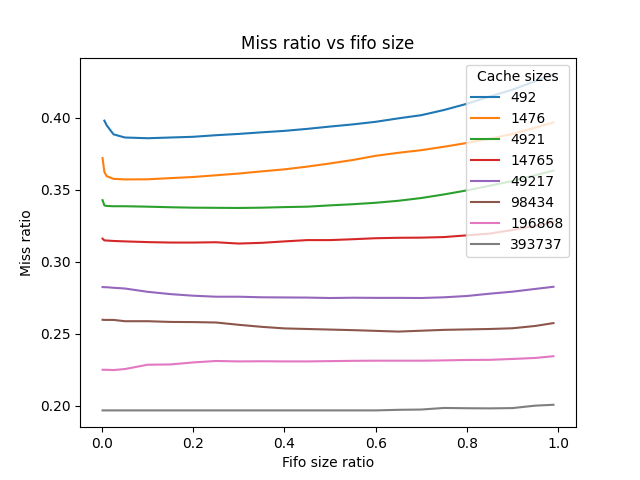 Miss ratio vs fifo size
Cache sizes
492
1476
4921
14765
49217
98434
196868
393737
Miss ratio
0.40
0.35
0.30
0.25
0.20
0.0 0.2 0.4 0.6 0.8 1.0
Fifo size ratio